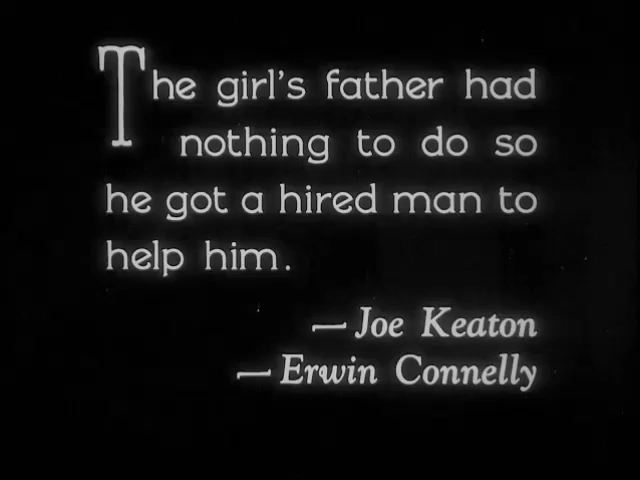 The girl's father had
nothing to do so
he got a hired man to
help him.
— Joe Keaton
— Erwin Connelly